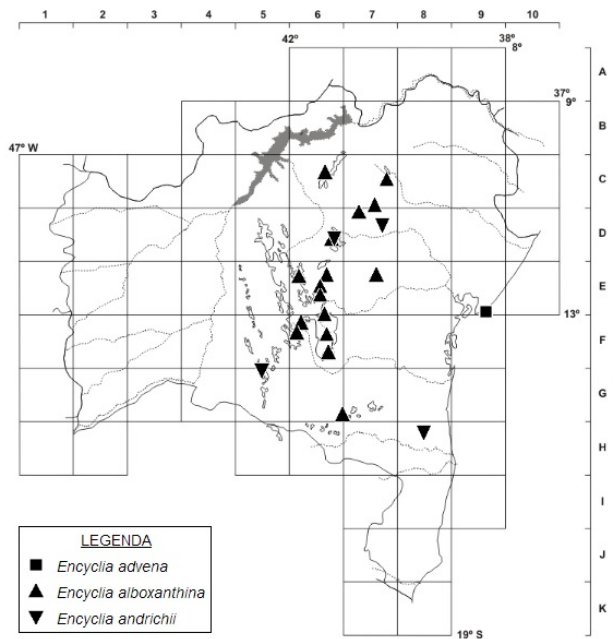 1 2 3 4 5 6 7 8 9 10
42° 38°
8°
A
37°
9°
B
47° W
C
D
E
13°
F
G
H
I
LEGENDA
Encyclia advena
J
Encyclia alboxanthina
Encyclia andrichii
K
19° S